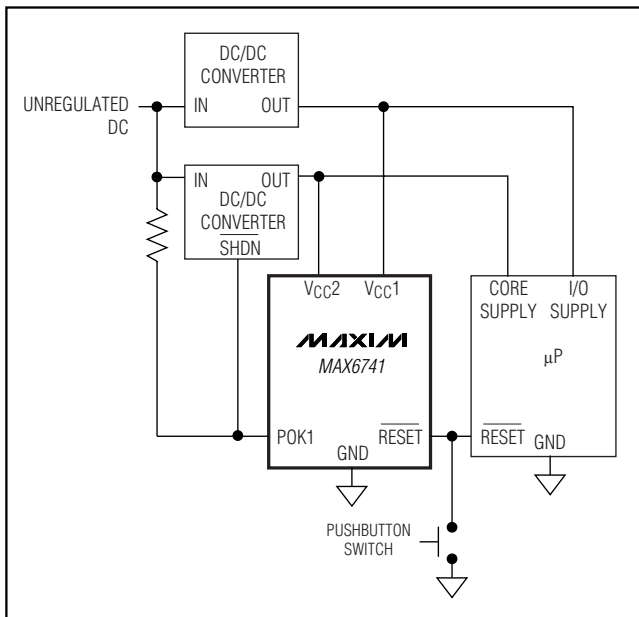 DC/DC
CONVERTER
UNREGULATED
DC
IN
OUT
IN
OUT
DC/DC
CONVERTER
SHDN
VCC2
VCC1
CORE
SUPPLY
I/O
SUPPLY
MAXIM
MAX6741
μP
POK1
RESET
RESET
GND
GND
PUSHBUTTON
SWITCH